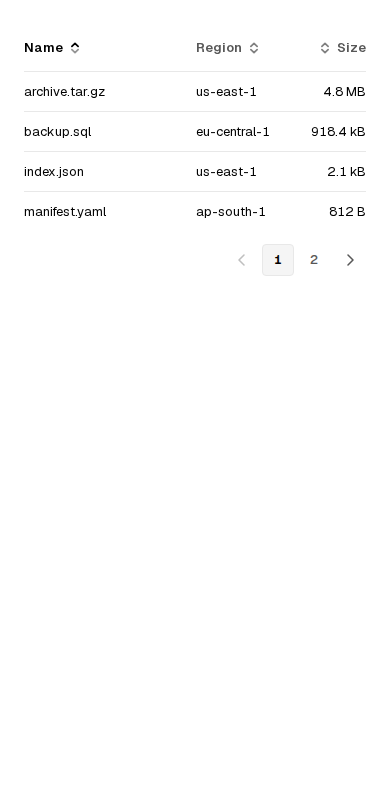 Name Region Size
archive.tar.gz us-east-1 4.8 MB
backup.sql eu-central-1 918.4 kB
index.json us-east-1 2.1 kB
manifest.yaml ap-south-1 812 B
1 2